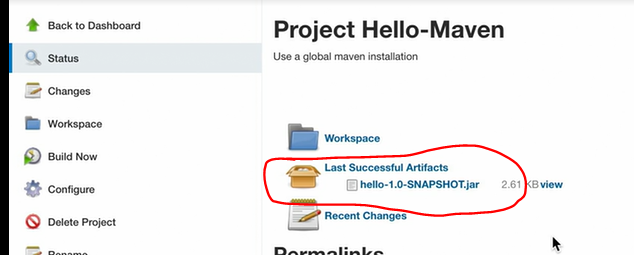 Back to Dashboard
Status
Changes
Workspace
Build Now
Configure
Delete Project
Rename
Project Hello-Maven
Use a global maven installation
Workspace
Last Successful Artifacts
hello-1.0-SNAPSHOT.jar 2.61 KB view
Recent Changes
Permalinks